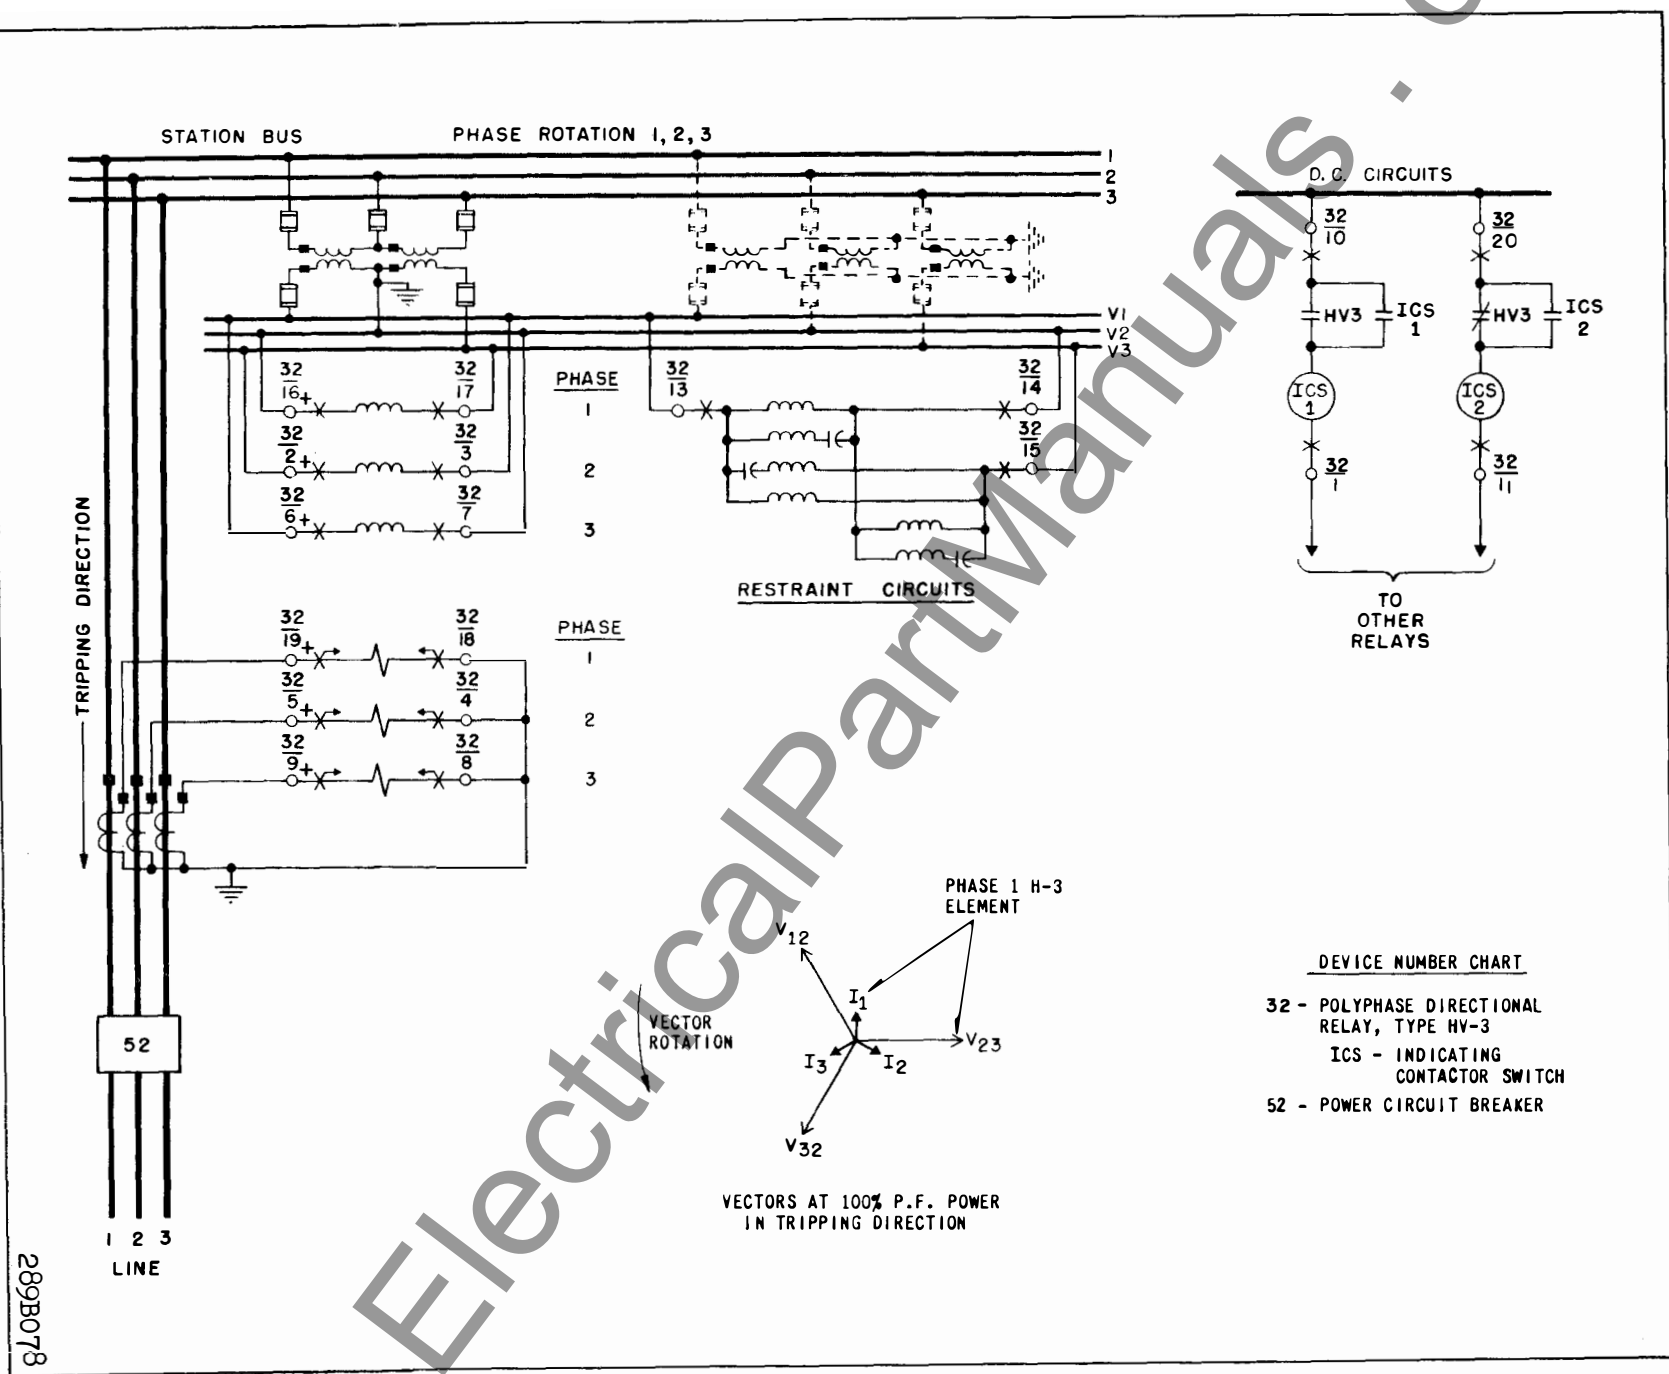 STATION BUS
PHASE ROTATION 1, 2, 3
1
2
3
D. C. CIRCUITS
32
10
32
20
HV3
ICS
1
HV3
ICS
2
ICS
1
ICS
2
32
1
32
11
TO
OTHER
RELAYS
V1
V2
V3
PHASE
32
16
+
32
17
1
32
2
+
32
3
2
32
6
+
32
7
3
32
13
32
14
32
15
RESTRAINT CIRCUITS
TRIPPING DIRECTION
PHASE
32
19
+
32
18
1
32
5
+
32
4
2
32
9
+
32
8
3
52
1 2 3
LINE
PHASE 1 H-3
ELEMENT
V12
I1
V23
I3
I2
V32
VECTOR
ROTATION
VECTORS AT 100% P.F. POWER
IN TRIPPING DIRECTION
DEVICE NUMBER CHART
32 - POLYPHASE DIRECTIONAL
RELAY, TYPE HV-3
ICS - INDICATING
CONTACTOR SWITCH
52 - POWER CIRCUIT BREAKER
289B078
ElectricalPartManuals . c